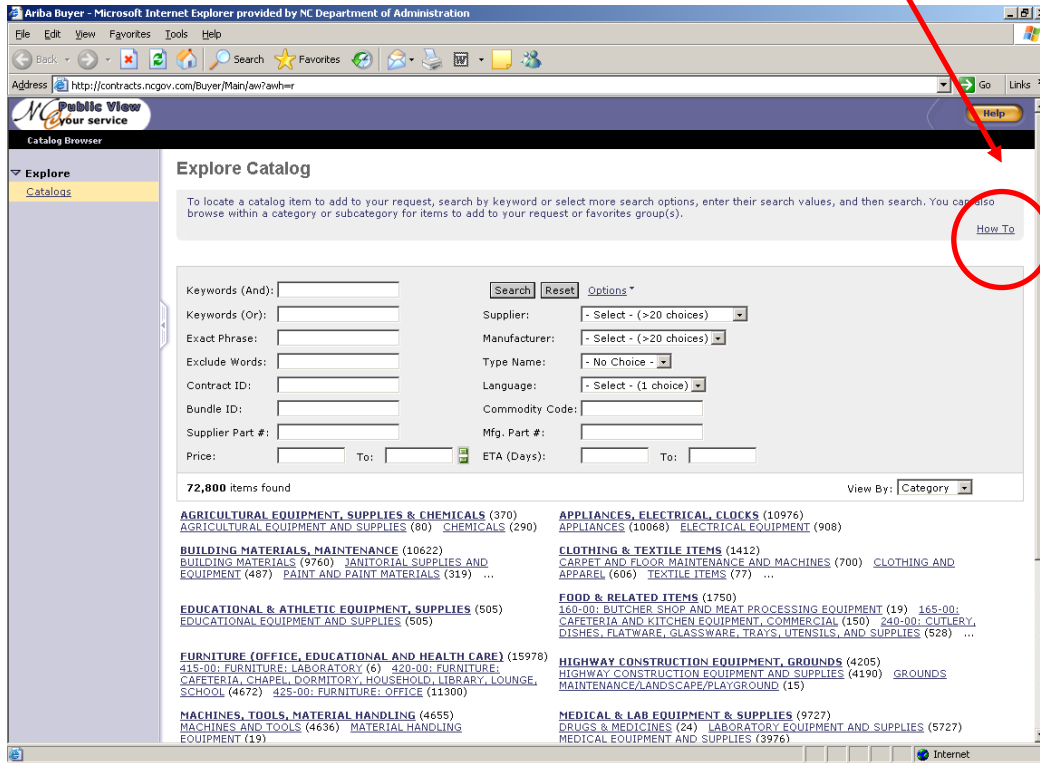 Ariba Buyer - Microsoft Internet Explorer provided by NC Department of Administration
File Edit View Favorites Tools Help
Back Search Favorites
Address http://contracts.ncgov.com/Buyer/Main/aw?awh=r Go Links
NC Public View
@your service
Help
Catalog Browser
Explore
Catalogs
Explore Catalog
To locate a catalog item to add to your request, search by keyword or select more search options, enter their search values, and then search. You can also
browse within a category or subcategory for items to add to your request or favorites group(s).
How To
Keywords (And): Search Reset Options
Keywords (Or): Supplier: - Select - (>20 choices)
Exact Phrase: Manufacturer: - Select - (>20 choices)
Exclude Words: Type Name: - No Choice -
Contract ID: Language: - Select - (1 choice)
Bundle ID: Commodity Code:
Supplier Part #: Mfg. Part #:
Price: To: ETA (Days): To:
72,800 items found View By: Category
AGRICULTURAL EQUIPMENT, SUPPLIES & CHEMICALS (370)
AGRICULTURAL EQUIPMENT AND SUPPLIES (80) CHEMICALS (290)
APPLIANCES, ELECTRICAL, CLOCKS (10976)
APPLIANCES (10068) ELECTRICAL EQUIPMENT (908)
BUILDING MATERIALS, MAINTENANCE (10622)
BUILDING MATERIALS (9760) JANITORIAL SUPPLIES AND
EQUIPMENT (487) PAINT AND PAINT MATERIALS (319) ...
CLOTHING & TEXTILE ITEMS (1412)
CARPET AND FLOOR MAINTENANCE AND MACHINES (700) CLOTHING AND
APPAREL (606) TEXTILE ITEMS (77) ...
EDUCATIONAL & ATHLETIC EQUIPMENT, SUPPLIES (505)
EDUCATIONAL EQUIPMENT AND SUPPLIES (505)
FOOD & RELATED ITEMS (1750)
160-00: BUTCHER SHOP AND MEAT PROCESSING EQUIPMENT (19) 165-00:
CAFETERIA AND KITCHEN EQUIPMENT, COMMERCIAL (150) 240-00: CUTLERY,
DISHES, FLATWARE, GLASSWARE, TRAYS, UTENSILS, AND SUPPLIES (528) ...
FURNITURE (OFFICE, EDUCATIONAL AND HEALTH CARE) (15978)
415-00: FURNITURE: LABORATORY (6) 420-00: FURNITURE:
CAFETERIA, CHAPEL, DORMITORY, HOUSEHOLD, LIBRARY, LOUNGE,
SCHOOL (4672) 425-00: FURNITURE: OFFICE (11300)
HIGHWAY CONSTRUCTION EQUIPMENT, GROUNDS (4205)
HIGHWAY CONSTRUCTION EQUIPMENT AND SUPPLIES (4190) GROUNDS
MAINTENANCE/LANDSCAPE/PLAYGROUND (15)
MACHINES, TOOLS, MATERIAL HANDLING (4655)
MACHINES AND TOOLS (4636) MATERIAL HANDLING
EQUIPMENT (19)
MEDICAL & LAB EQUIPMENT & SUPPLIES (9727)
DRUGS & MEDICINES (24) LABORATORY EQUIPMENT AND SUPPLIES (5727)
MEDICAL EQUIPMENT AND SUPPLIES (3976)
Internet